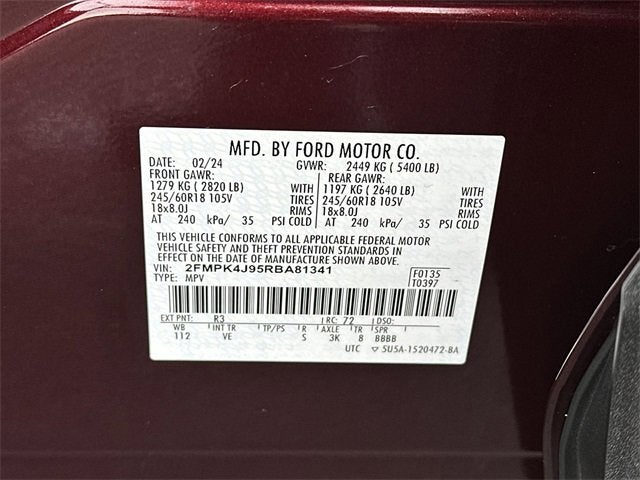 MFD. BY FORD MOTOR CO.
DATE: 02/24 GVWR: 2449 KG ( 5400 LB)
FRONT GAWR: REAR GAWR:
1279 KG ( 2820 LB) WITH 1197 KG ( 2640 LB) WITH
245/60R18 105V TIRES 245/60R18 105V TIRES
18x8.0J RIMS 18x8.0J RIMS
AT 240 kPa/ 35 PSI COLD AT 240 kPa/ 35 PSI COLD
THIS VEHICLE CONFORMS TO ALL APPLICABLE FEDERAL MOTOR
VEHICLE SAFETY AND BUMPER AND THEFT PREVENTION STANDARDS IN
EFFECT ON THE DATE OF MANUFACTURE SHOWN ABOVE.
VIN: 2FMPK4J95RBA81341 F0135
TYPE: MPV T0397
EXT PNT: R3 RC: 72 DSO:
WB INT TR TP/PS R AXLE TR SPR
112 VE S 3K 8 BBBB
UTC ▽ 5U5A-1520472-BA